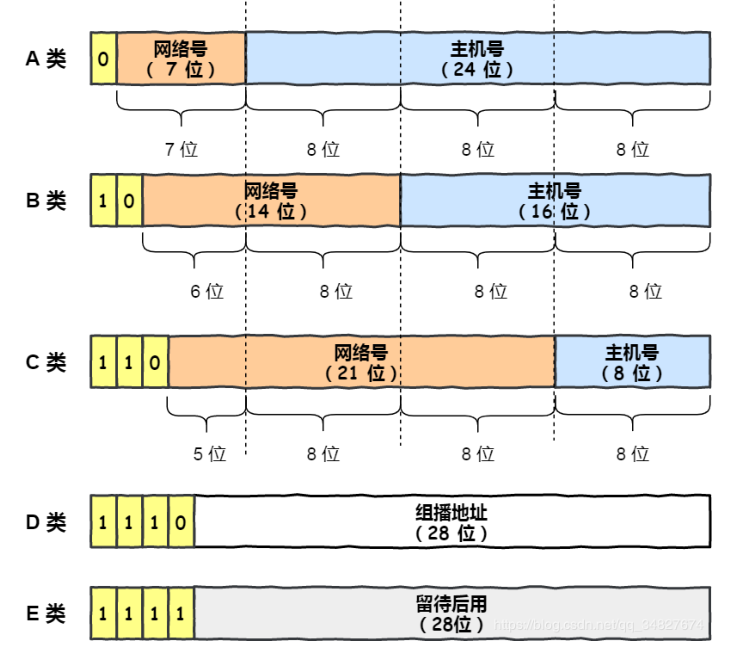 A 类
0
网络号
( 7 位 )
主机号
( 24 位 )
7 位
8 位
8 位
8 位
B 类
1 0
网络号
( 14 位 )
主机号
( 16 位 )
6 位
8 位
8 位
8 位
C 类
1 1 0
网络号
( 21 位 )
主机号
( 8 位 )
5 位
8 位
8 位
8 位
D 类
1 1 1 0
组播地址
( 28 位 )
E 类
1 1 1 1
留待后用
( 28位 )
https://blog.csdn.net/qq_34827674